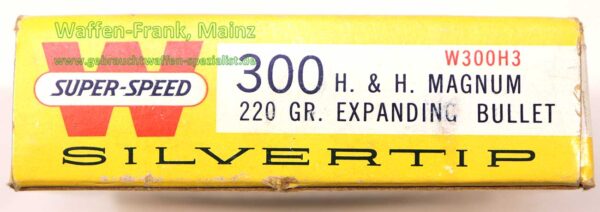 Waffen-Frank, Mainz
www.gebrauchtwaffen-spezialist.de
W
SUPER-SPEED
W300H3
300 H. & H. MAGNUM
220 GR. EXPANDING BULLET
SILVERTIP